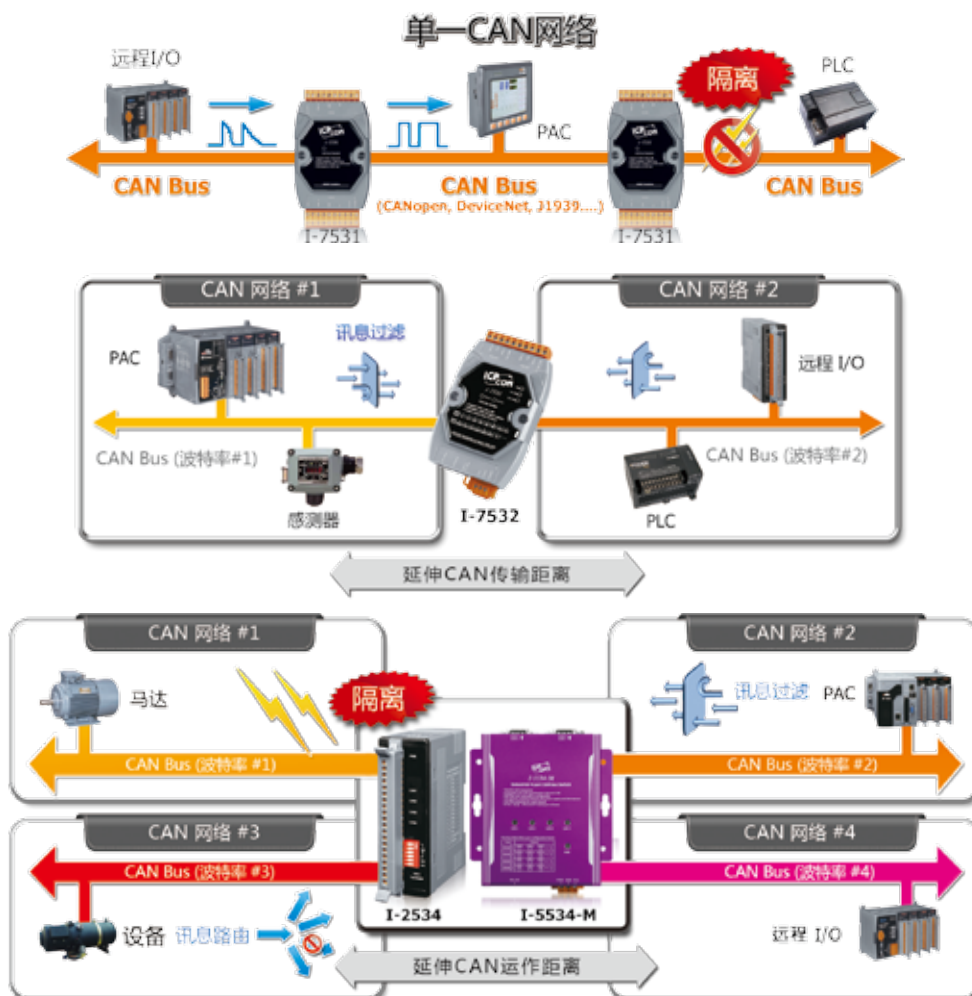 单一CAN网络
远程I/O
隔离
PLC
PAC
CAN Bus
CAN Bus
CAN Bus
(CANopen, DeviceNet, J1939....)
I-7531
I-7531
CAN 网络 #1
CAN 网络 #2
PAC
讯息过滤
远程 I/O
CAN Bus (波特率#1)
CAN Bus (波特率#2)
感测器
I-7532
PLC
延伸CAN传输距离
CAN 网络 #1
CAN 网络 #2
马达
隔离
讯息过滤
PAC
CAN Bus (波特率 #1)
CAN Bus (波特率 #2)
CAN 网络 #3
CAN 网络 #4
CAN Bus (波特率 #3)
CAN Bus (波特率 #4)
I-2534
I-5534-M
设备
讯息路由
远程 I/O
延伸CAN运作距离